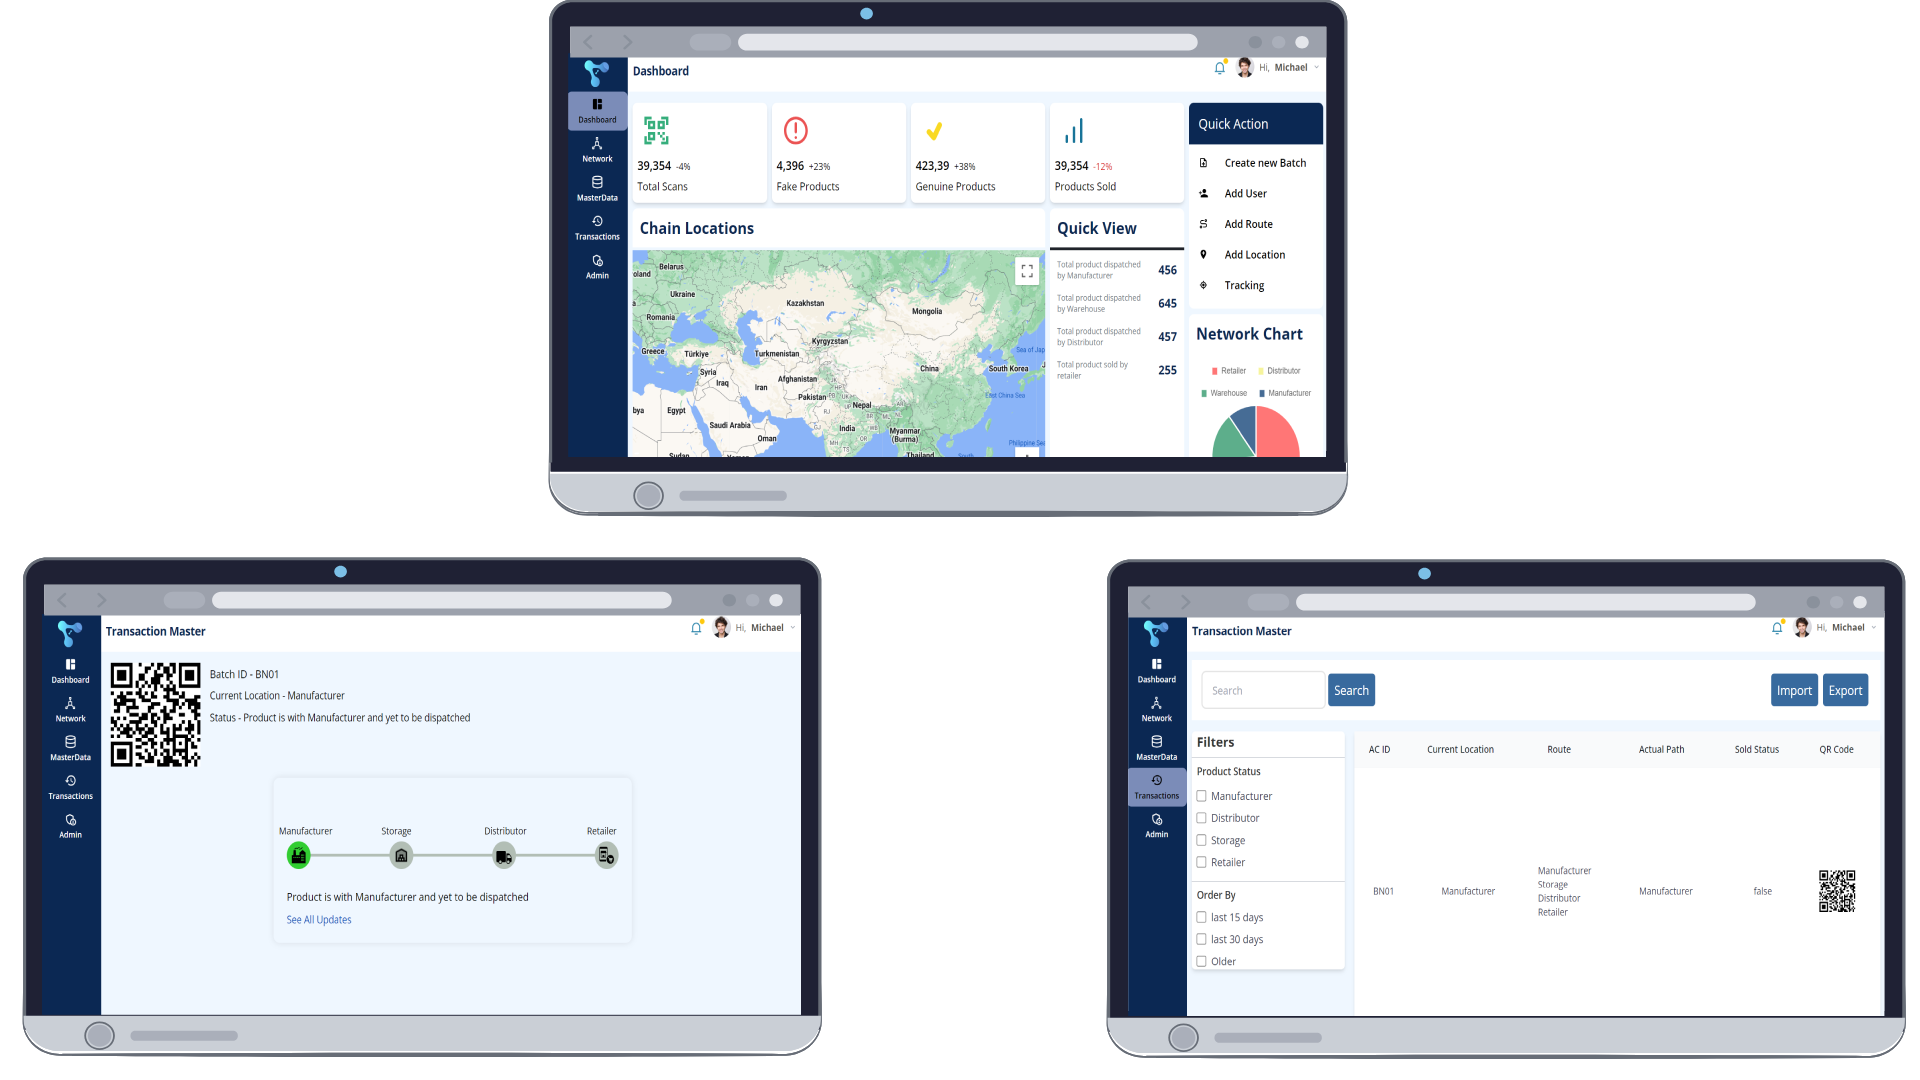 Dashboard
Hi, Michael
Dashboard
Network
MasterData
Transactions
Admin
39,354 -4%
Total Scans
4,396 +23%
Fake Products
423,39 +38%
Genuine Products
39,354 -12%
Products Sold
Quick Action
Create new Batch
Add User
Add Route
Add Location
Tracking
Chain Locations
Belarus
oland
Ukraine
Kazakhstan
Mongolia
Romania
Kyrgyzstan
Greece
Türkiye
Turkmenistan
Sea of Jap
Syria
China
South Korea
Iraq
Iran
Afghanistan
Pakistan
East China Sea
bya
Egypt
Nepal
Saudi Arabia
India
Myanmar
(Burma)
Oman
Philippine Sea
Sudan
Yemen
Thailand
South
Quick View
Total product dispatched
by Manufacturer
456
Total product dispatched
by Warehouse
645
Total product dispatched
by Distributor
457
Total product sold by
retailer
255
Network Chart
Retailer
Distributor
Warehouse
Manufacturer
Transaction Master
Hi, Michael
Dashboard
Network
MasterData
Transactions
Admin
Batch ID - BN01
Current Location - Manufacturer
Status - Product is with Manufacturer and yet to be dispatched
Manufacturer
Storage
Distributor
Retailer
Product is with Manufacturer and yet to be dispatched
See All Updates
Transaction Master
Hi, Michael
Dashboard
Network
MasterData
Transactions
Admin
Search
Search
Import
Export
Filters
Product Status
Manufacturer
Distributor
Storage
Retailer
Order By
last 15 days
last 30 days
Older
AC ID
Current Location
Route
Actual Path
Sold Status
QR Code
BN01
Manufacturer
Manufacturer
Storage
Distributor
Retailer
Manufacturer
false